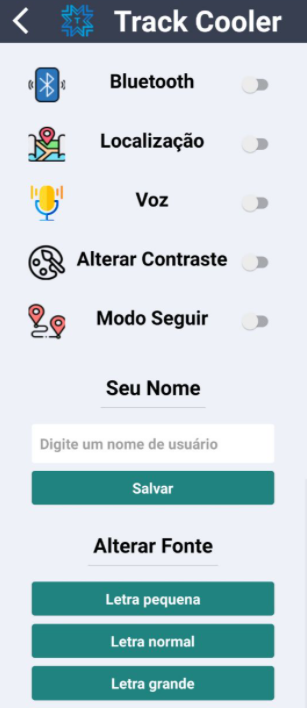 Track Cooler
Bluetooth
Localização
Voz
Alterar Contraste
Modo Seguir
Seu Nome
Digite um nome de usuário
Salvar
Alterar Fonte
Letra pequena
Letra normal
Letra grande